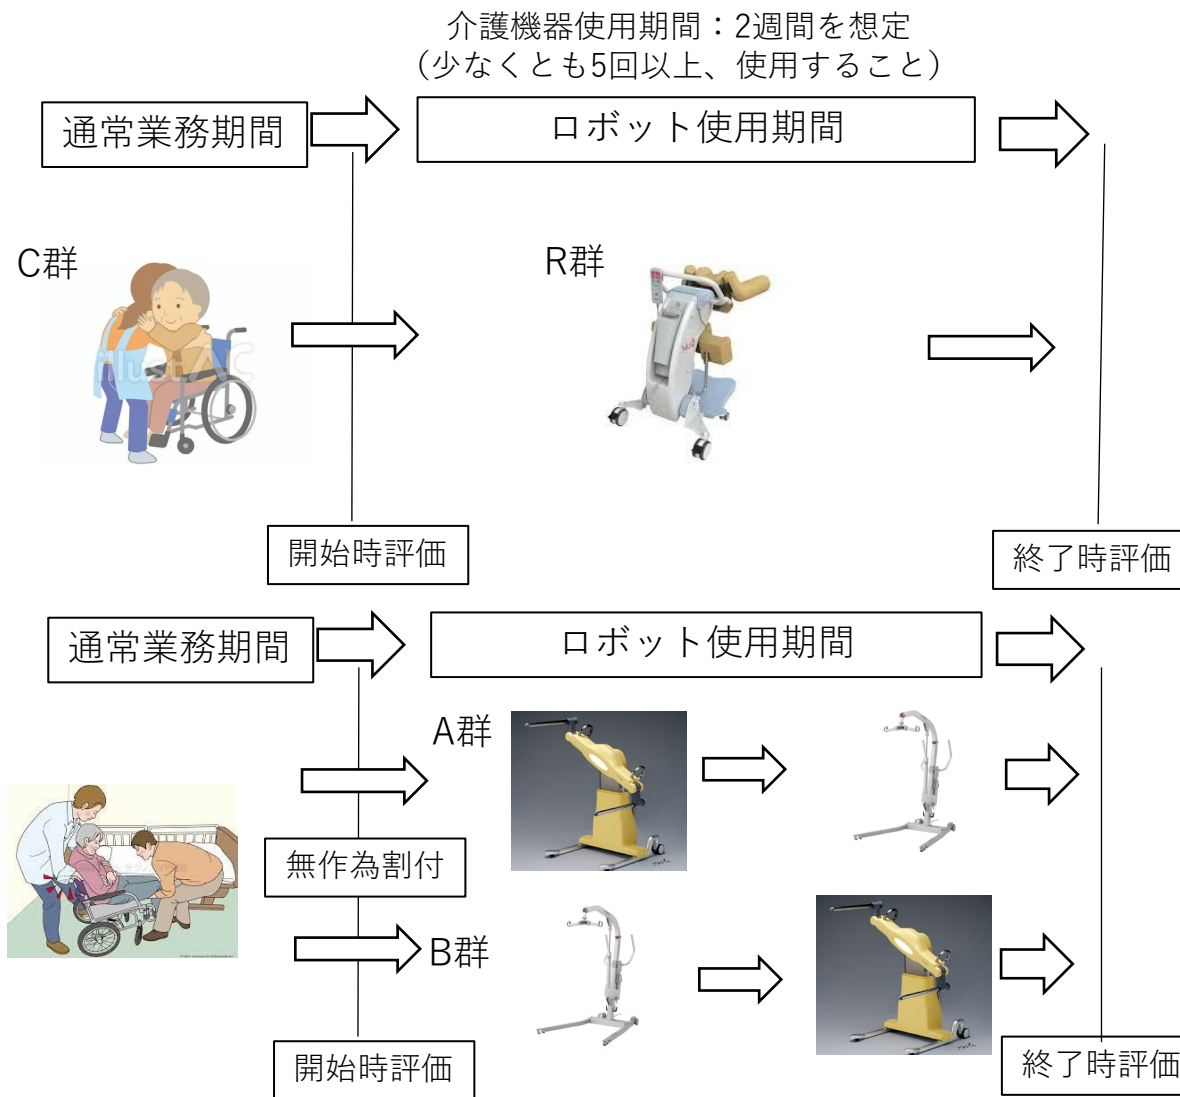 介護機器使用期間：2週間を想定
（少なくとも5回以上、使用すること）
通常業務期間
ロボット使用期間
C群
R群
illustAC
開始時評価
終了時評価
通常業務期間
ロボット使用期間
A群
無作為割付
B群
開始時評価
終了時評価